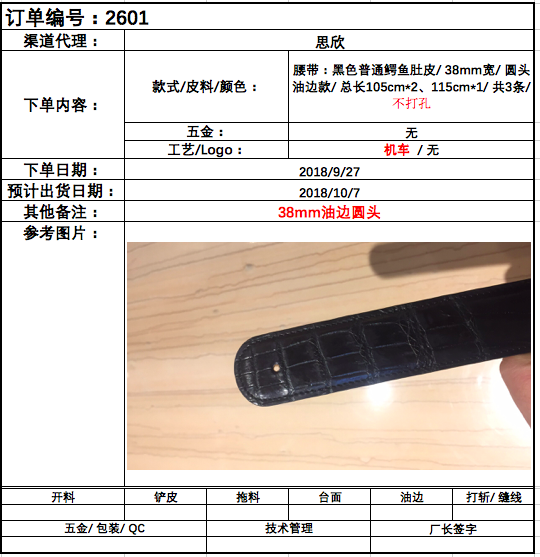 订单编号：2601
渠道代理：
思欣
下单内容：
款式/皮料/颜色：
腰带：黑色普通鳄鱼肚皮/ 38mm宽/ 圆头
油边款/ 总长105cm*2、115cm*1/ 共3条/
不打孔
五金：
无
工艺/Logo：
机车 / 无
下单日期：
2018/9/27
预计出货日期：
2018/10/7
其他备注：
38mm油边圆头
参考图片：
开料
铲皮
拖料
台面
油边
打斩/ 缝线
五金/ 包装/ QC
技术管理
厂长签字